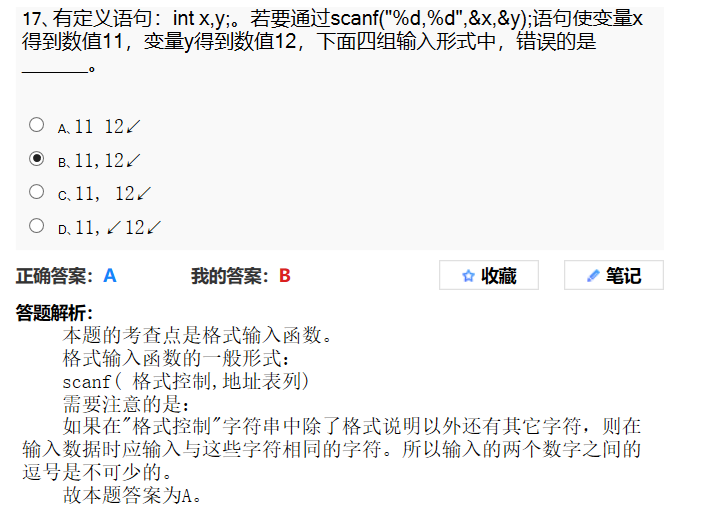 17、有定义语句：int x,y;。若要通过scanf("%d,%d",&x,&y);语句使变量x
得到数值11，变量y得到数值12，下面四组输入形式中，错误的是
______。
A、11 12↙
B、11,12↙
C、11, 12↙
D、11,↙12↙
正确答案：A 我的答案：B 收藏 笔记
答题解析：
本题的考查点是格式输入函数。
格式输入函数的一般形式：
scanf( 格式控制,地址表列)
需要注意的是：
如果在"格式控制"字符串中除了格式说明以外还有其它字符，则在
输入数据时应输入与这些字符相同的字符。所以输入的两个数字之间的
逗号是不可少的。
故本题答案为A。